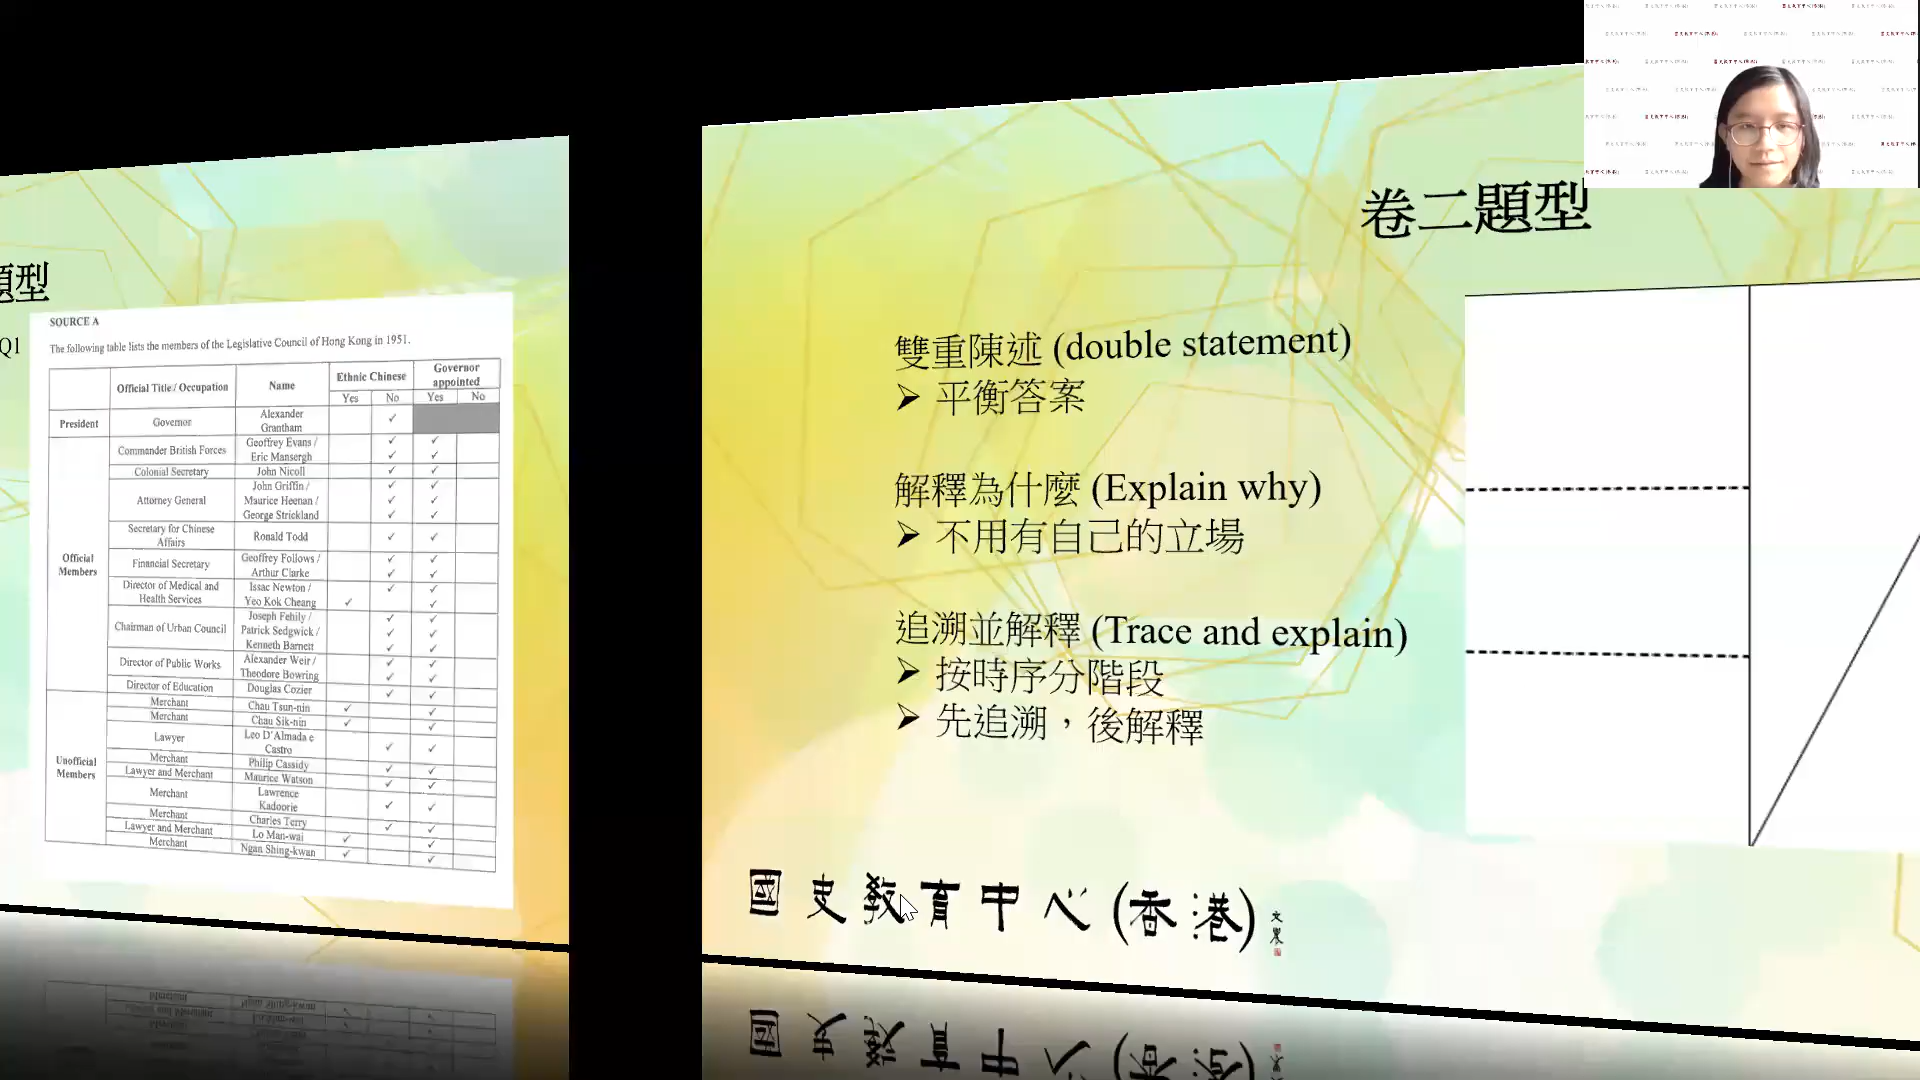 題型
Q1
SOURCE A
The following table lists the members of the Legislative Council of Hong Kong in 1951.
Official Title / Occupation Name Ethnic Chinese Governor appointed
Yes No Yes No
President Governor Alexander Grantham ✓
Official Members
Commander British Forces Geoffrey Evans / Eric Mansergh ✓ ✓ ✓ ✓
Colonial Secretary John Nicoll ✓ ✓
Attorney General John Griffin / Maurice Heenan / George Strickland ✓ ✓ ✓ ✓ ✓ ✓
Secretary for Chinese Affairs Ronald Todd ✓ ✓
Financial Secretary Geoffrey Follows / Arthur Clarke ✓ ✓ ✓ ✓
Director of Medical and Health Services Issac Newton / Yeo Kok Cheang ✓ ✓ ✓ ✓
Chairman of Urban Council Joseph Fehily / Patrick Sedgwick / Kenneth Barnett ✓ ✓ ✓ ✓ ✓ ✓
Director of Public Works Alexander Weir / Theodore Bowring ✓ ✓ ✓ ✓
Director of Education Douglas Cozier ✓ ✓
Unofficial Members
Merchant Chau Tsun-nin ✓ ✓
Merchant Chau Sik-nin ✓ ✓
Lawyer Leo D'Almada e Castro ✓ ✓
Merchant Philip Cassidy ✓ ✓
Lawyer and Merchant Maurice Watson ✓ ✓
Merchant Lawrence Kadoorie ✓ ✓
Merchant Charles Terry ✓ ✓
Lawyer and Merchant Lo Man-wai ✓ ✓
Merchant Ngan Shing-kwan ✓ ✓
卷二題型
雙重陳述 (double statement)
➢ 平衡答案
解釋為什麼 (Explain why)
➢ 不用有自己的立場
追溯並解釋 (Trace and explain)
➢ 按時序分階段
➢ 先追溯，後解釋
國史教育中心(香港)